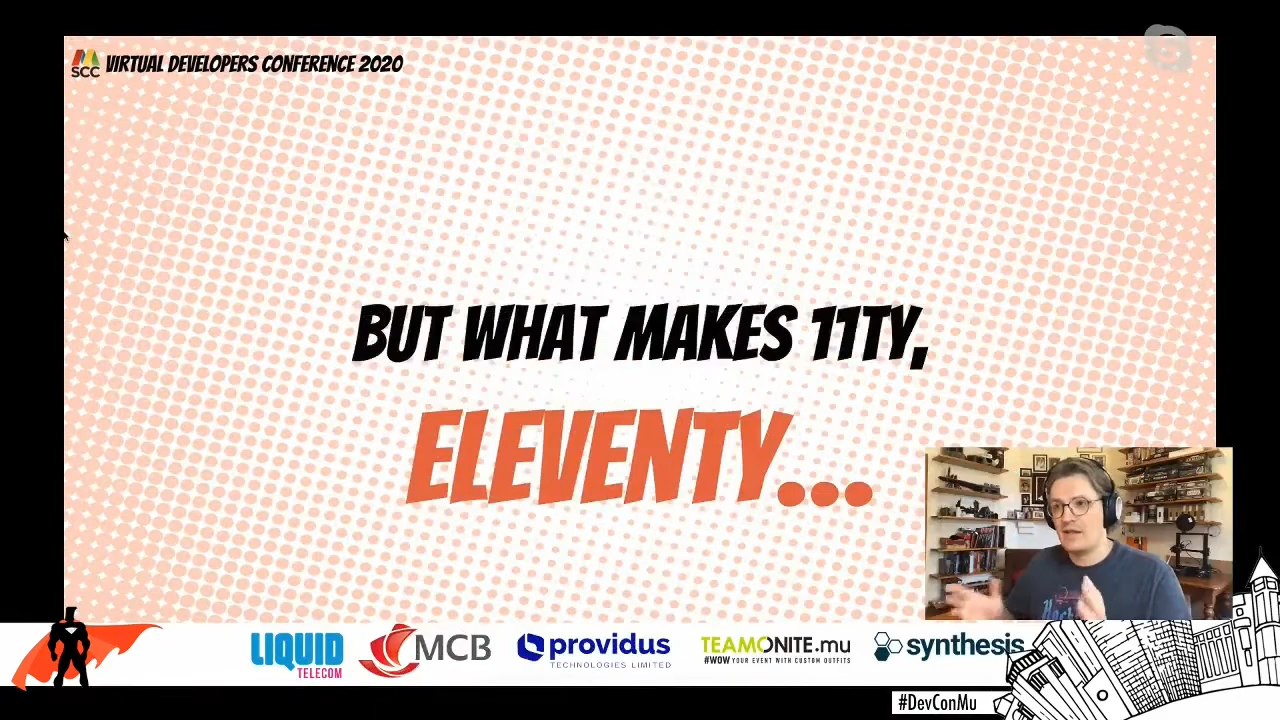 SCC VIRTUAL DEVELOPERS CONFERENCE 2020
BUT WHAT MAKES 11TY,
ELEVENTY...
LIQUID
TELECOM
MCB
providus
TECHNOLOGIES LIMITED
TEAMONITE.mu
#WOW YOUR EVENT WITH CUSTOM OUTFITS
synthesis
#DevConMu